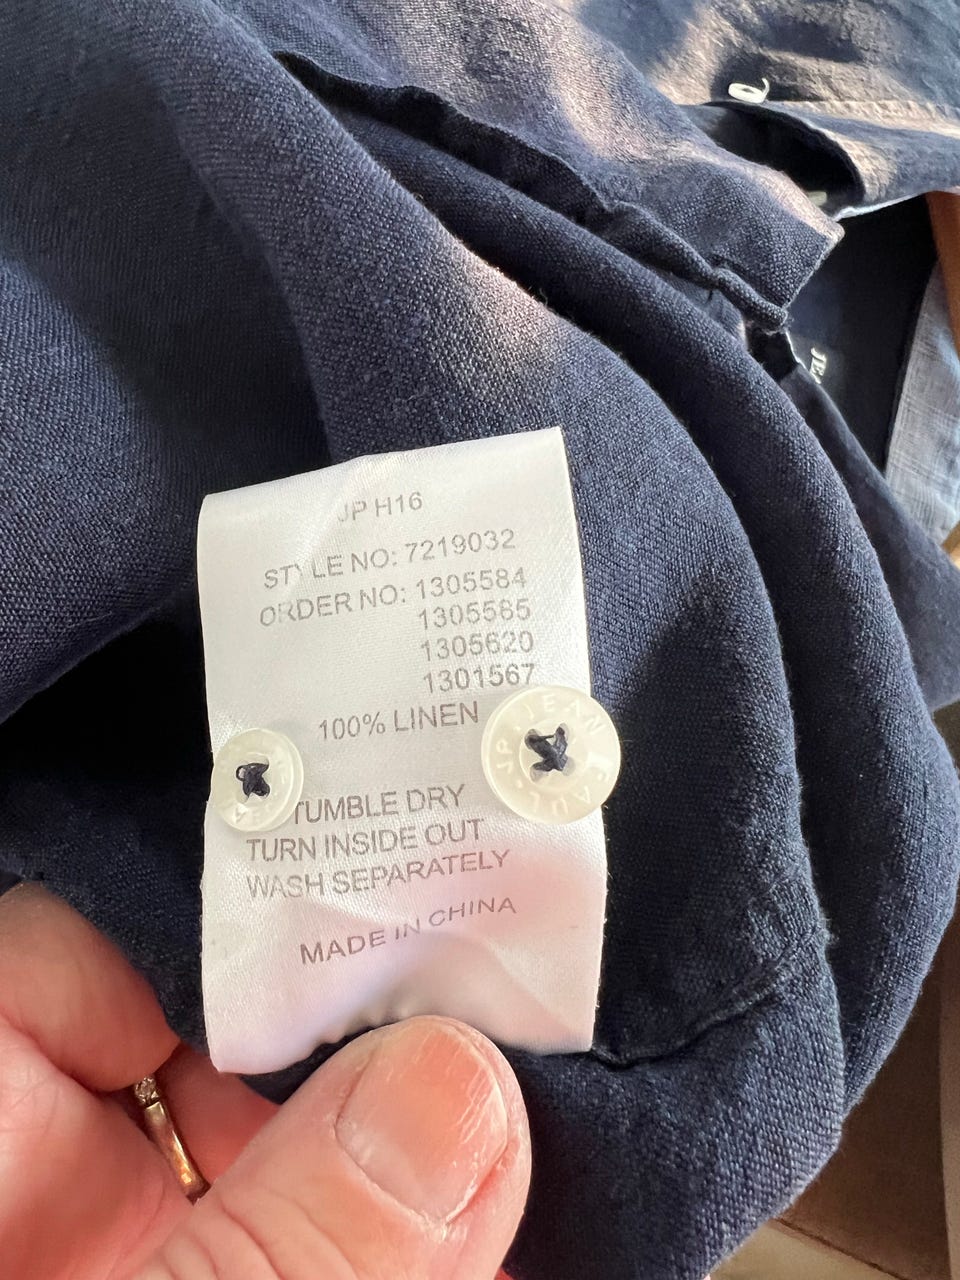 JP H16
STYLE NO: 7219032
ORDER NO: 1305584
1305585
1305620
1301567
100% LINEN
JP JEAN PAUL
TUMBLE DRY
TURN INSIDE OUT
WASH SEPARATELY
MADE IN CHINA